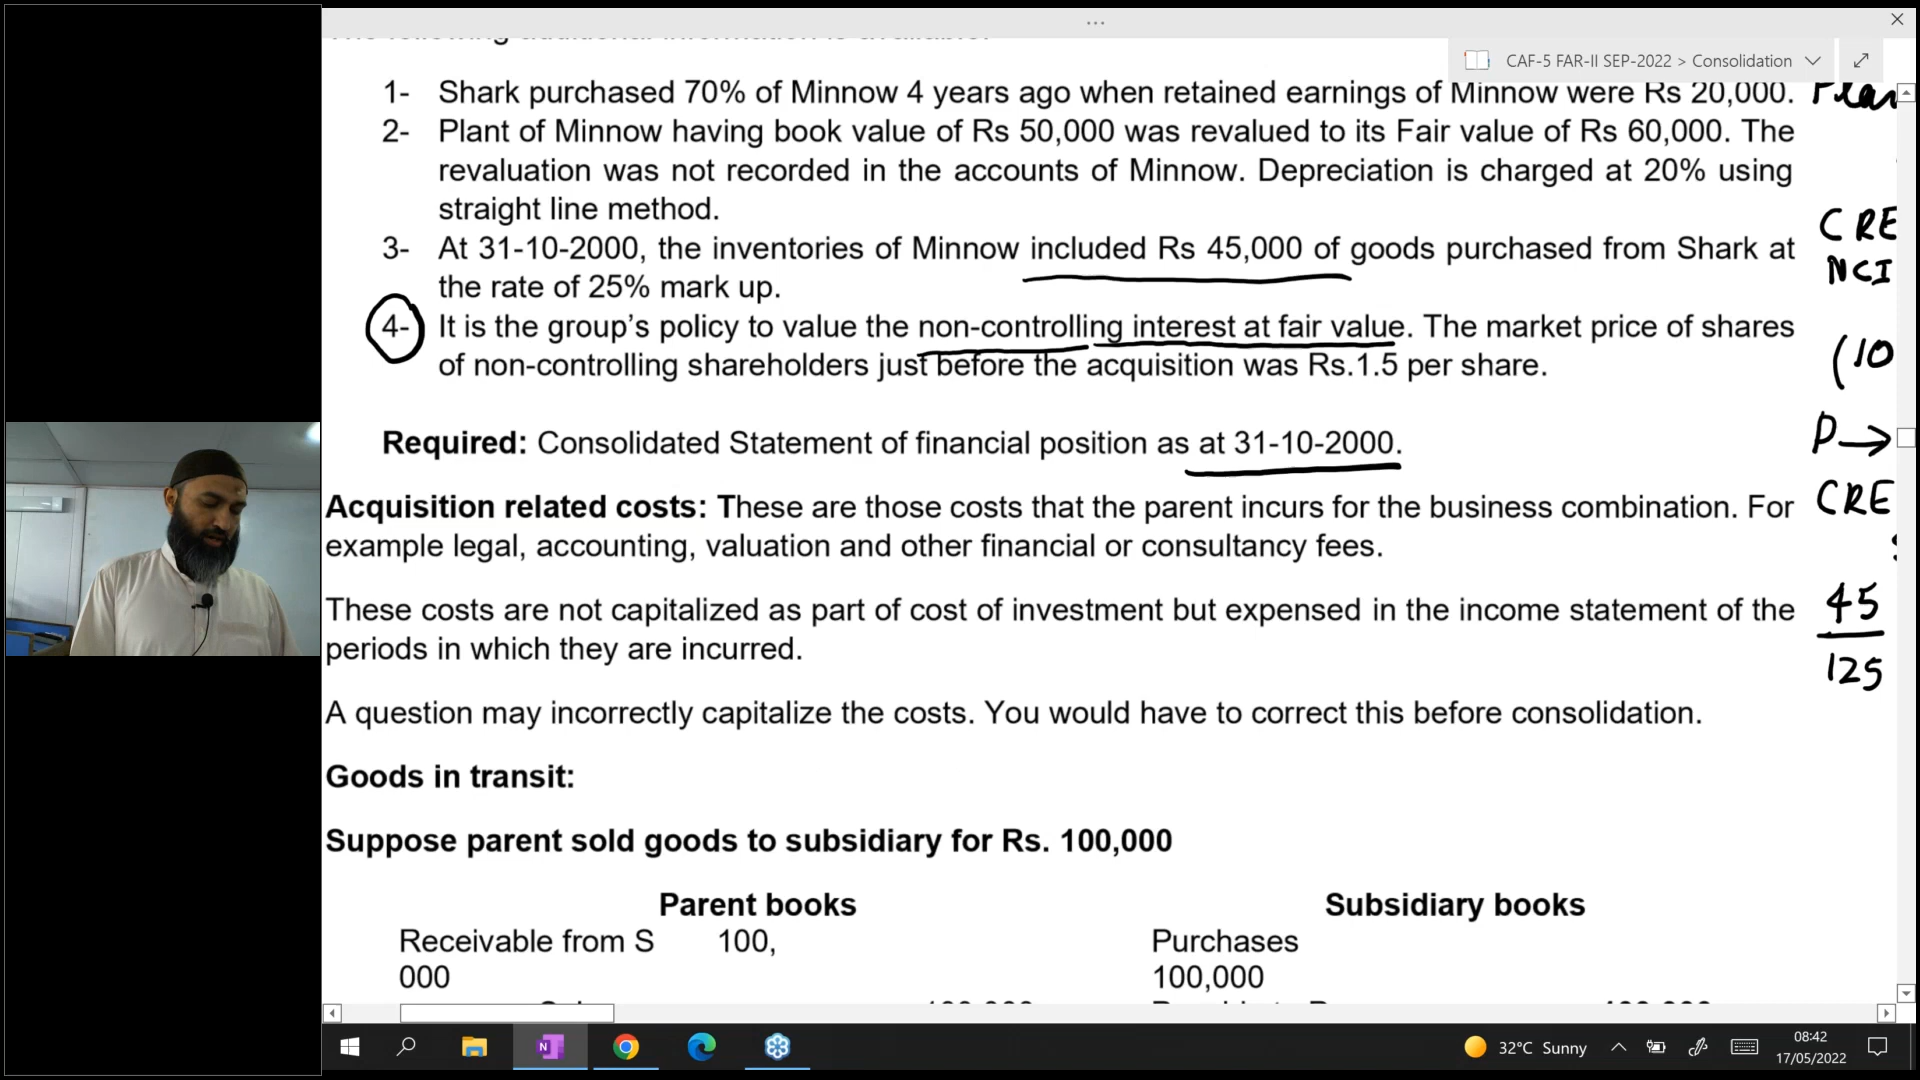 CAF-5 FAR-II SEP-2022 > Consolidation
1- Shark purchased 70% of Minnow 4 years ago when retained earnings of Minnow were Rs 20,000.
2- Plant of Minnow having book value of Rs 50,000 was revalued to its Fair value of Rs 60,000. The
revaluation was not recorded in the accounts of Minnow. Depreciation is charged at 20% using
straight line method.
3- At 31-10-2000, the inventories of Minnow included Rs 45,000 of goods purchased from Shark at
the rate of 25% mark up.
4- It is the group's policy to value the non-controlling interest at fair value. The market price of shares
of non-controlling shareholders just before the acquisition was Rs.1.5 per share.
Required: Consolidated Statement of financial position as at 31-10-2000.
Acquisition related costs: These are those costs that the parent incurs for the business combination. For
example legal, accounting, valuation and other financial or consultancy fees.
These costs are not capitalized as part of cost of investment but expensed in the income statement of the
periods in which they are incurred.
A question may incorrectly capitalize the costs. You would have to correct this before consolidation.
Goods in transit:
Suppose parent sold goods to subsidiary for Rs. 100,000
Parent books Subsidiary books
Receivable from S 100, Purchases
000 100,000
CRE
NCI
(10
P→
CRE
45
125
32°C Sunny
08:42
17/05/2022